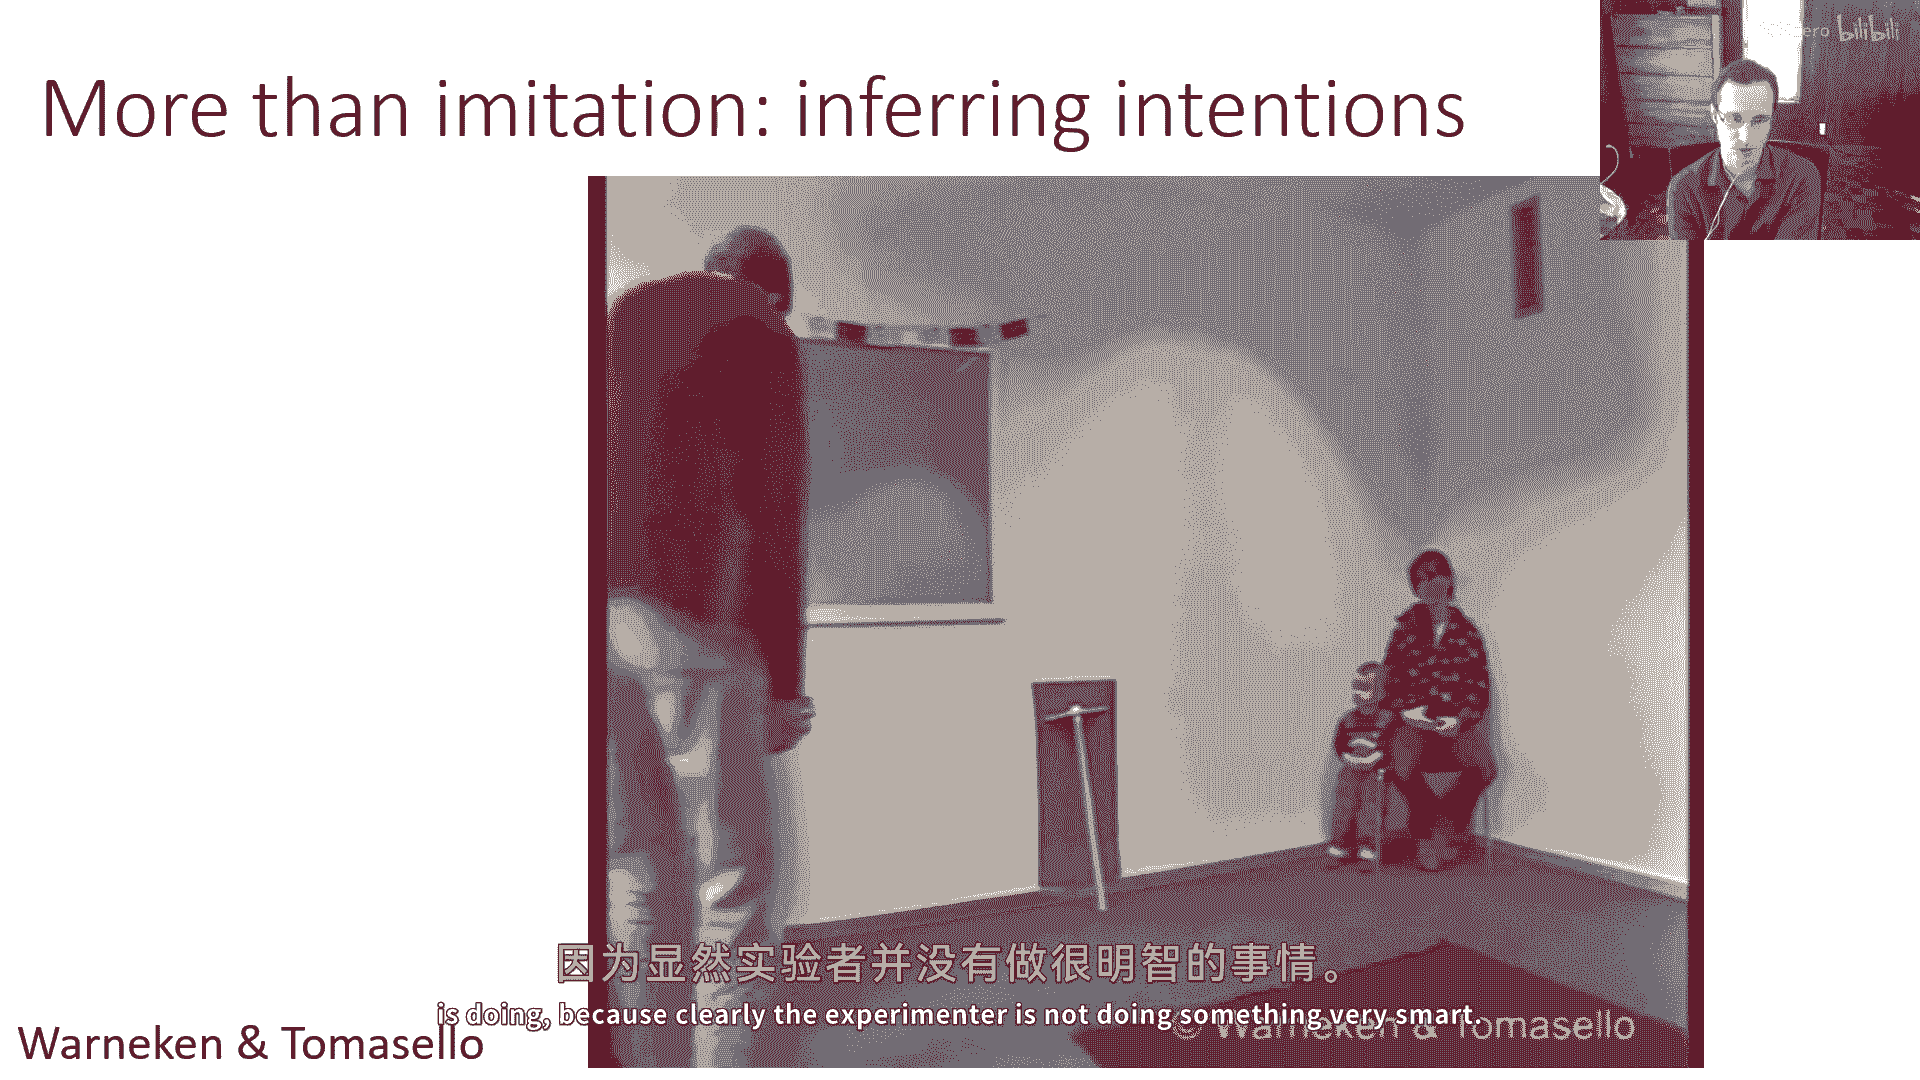 More than imitation: inferring intentions
bilibili
因为显然实验者并没有做很明智的事情。
is doing, because clearly the experimenter is not doing something very smart.
© Warneken & Tomasello
Warneken & Tomasello